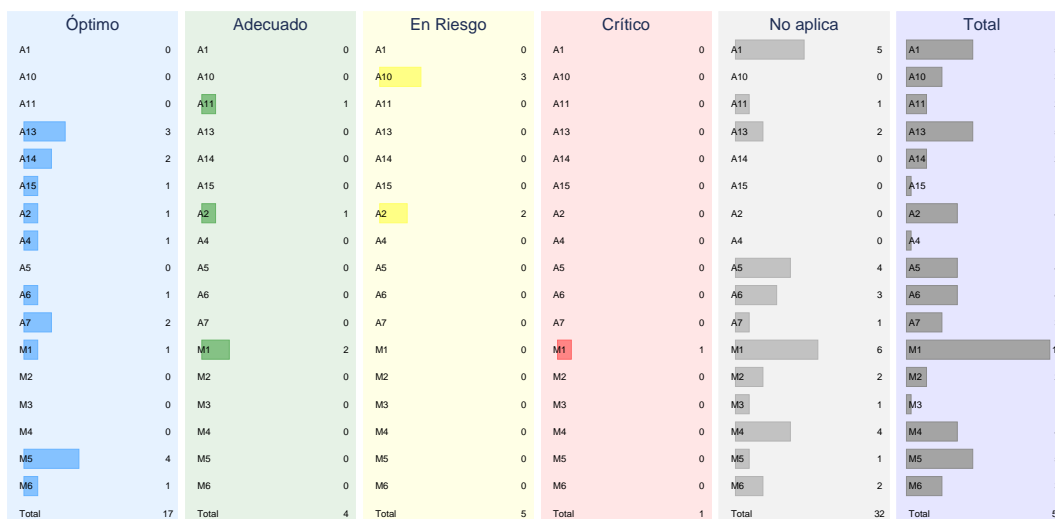 Óptimo Adecuado En Riesgo Crítico No aplica Total
A1 0 A1 0 A1 0 A1 0 A1 5 A1
A10 0 A10 0 A10 3 A10 0 A10 0 A10
A11 0 A11 1 A11 0 A11 0 A11 1 A11
A13 3 A13 0 A13 0 A13 0 A13 2 A13
A14 2 A14 0 A14 0 A14 0 A14 0 A14
A15 1 A15 0 A15 0 A15 0 A15 0 A15
A2 1 A2 1 A2 2 A2 0 A2 0 A2
A4 1 A4 0 A4 0 A4 0 A4 0 A4
A5 0 A5 0 A5 0 A5 0 A5 4 A5
A6 1 A6 0 A6 0 A6 0 A6 3 A6
A7 2 A7 0 A7 0 A7 0 A7 1 A7
M1 1 M1 2 M1 0 M1 1 M1 6 M1
M2 0 M2 0 M2 0 M2 0 M2 2 M2
M3 0 M3 0 M3 0 M3 0 M3 1 M3
M4 0 M4 0 M4 0 M4 0 M4 4 M4
M5 4 M5 0 M5 0 M5 0 M5 1 M5
M6 1 M6 0 M6 0 M6 0 M6 2 M6
Total 17 Total 4 Total 5 Total 1 Total 32 Total